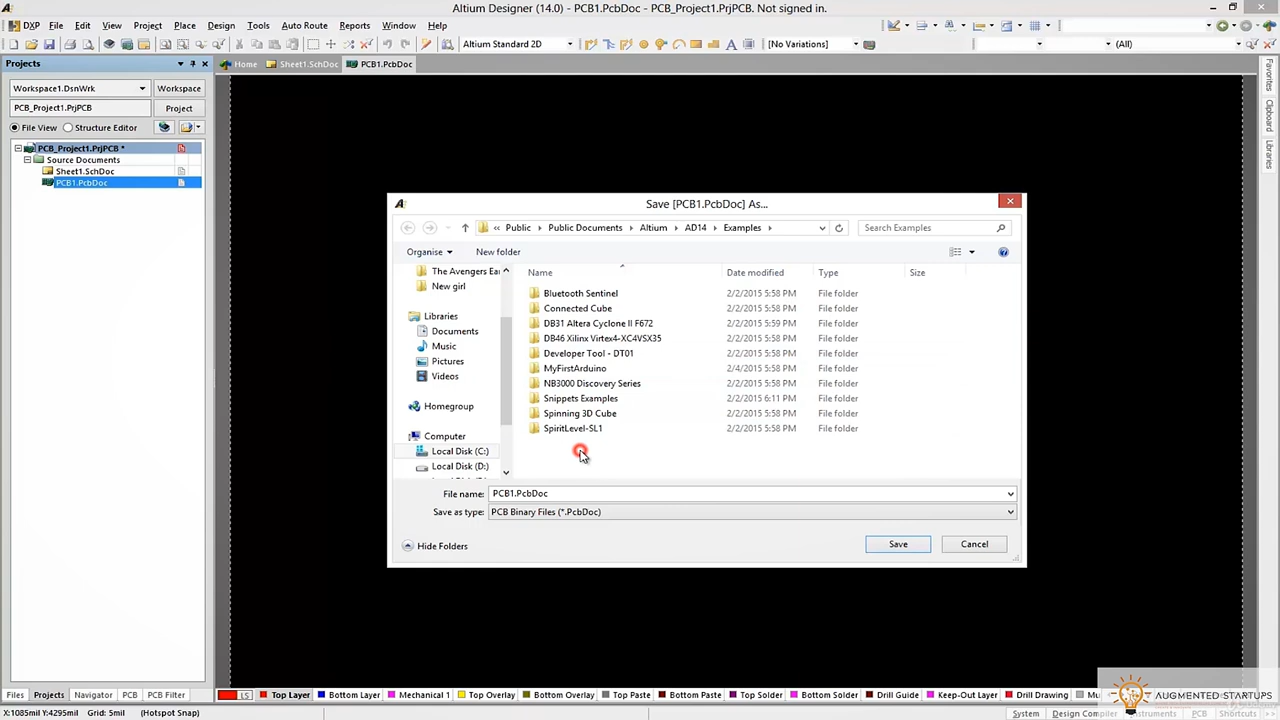 Altium Designer (14.0) - PCB1.PcbDoc - PCB_Project1.PrjPCB. Not signed in.
DXP File Edit View Project Place Design Tools Auto Route Reports Window Help
Altium Standard 2D [No Variations] (All)
Projects
Home Sheet1.SchDoc PCB1.PcbDoc
Workspace1.DsnWrk Workspace
PCB_Project1.PrjPCB Project
File View Structure Editor
PCB_Project1.PrjPCB *
Source Documents
Sheet1.SchDoc
PCB1.PcbDoc
Favorites
Clipboard
Libraries
Save [PCB1.PcbDoc] As...
« Public Public Documents Altium AD14 Examples Search Examples
Organise New folder
The Avengers Ear
New girl
Libraries
Documents
Music
Pictures
Videos
Homegroup
Computer
Local Disk (C:)
Local Disk (D:)
Name Date modified Type Size
Bluetooth Sentinel 2/2/2015 5:58 PM File folder
Connected Cube 2/2/2015 5:58 PM File folder
DB31 Altera Cyclone II F672 2/2/2015 5:59 PM File folder
DB46 Xilinx Virtex4-XC4VSX35 2/2/2015 5:58 PM File folder
Developer Tool - DT01 2/2/2015 5:58 PM File folder
MyFirstArduino 2/4/2015 5:58 PM File folder
NB3000 Discovery Series 2/2/2015 5:58 PM File folder
Snippets Examples 2/2/2015 6:11 PM File folder
Spinning 3D Cube 2/2/2015 5:58 PM File folder
SpiritLevel-SL1 2/2/2015 5:58 PM File folder
File name: PCB1.PcbDoc
Save as type: PCB Binary Files (*.PcbDoc)
Hide Folders Save Cancel
Files Projects Navigator PCB PCB Filter
LS Top Layer Bottom Layer Mechanical 1 Top Overlay Bottom Overlay Top Paste Bottom Paste Top Solder Bottom Solder Drill Guide Keep-Out Layer Drill Drawing Mu
AUGMENTED STARTUPS
X:1085mil Y:4295mil Grid: 5mil (Hotspot Snap)
System Design Compiler Instruments PCB Shortcuts >>